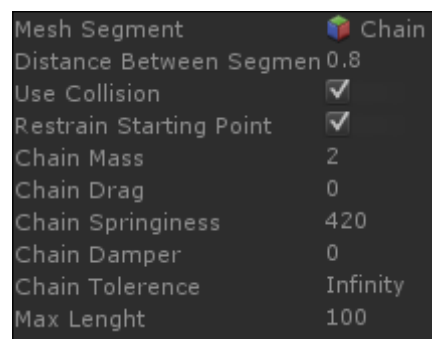 Mesh Segment Chain
Distance Between Segmen 0.8
Use Collision
Restrain Starting Point
Chain Mass 2
Chain Drag 0
Chain Springiness 420
Chain Damper 0
Chain Tolerence Infinity
Max Lenght 100